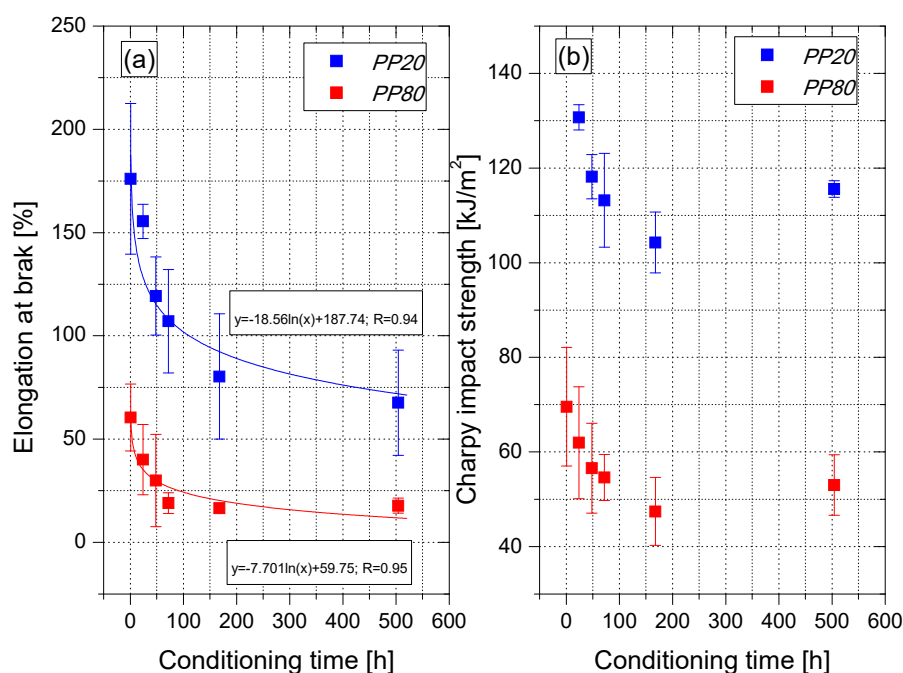 (a)
PP20
PP80
250
200
150
100
50
0
Elongation at brak [%]
y=-18.56ln(x)+187.74; R=0.94
y=-7.701ln(x)+59.75; R=0.95
0 100 200 300 400 500 600
Conditioning time [h]
(b)
PP20
PP80
140
120
100
80
60
40
Charpy impact strength [kJ/m²]
0 100 200 300 400 500 600
Conditioning time [h]